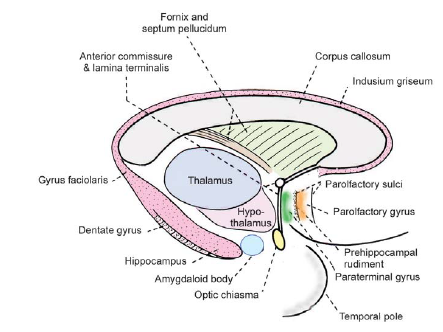 Fornix and
septum pellucidum
Anterior commissure
& lamina terminalis
Corpus callosum
Indusium griseum
Gyrus faciolaris
Thalamus
Parolfactory sulci
Hypo-
thalamus
Parolfactory gyrus
Dentate gyrus
Hippocampus
Prehippocampal
rudiment
Amygdaloid body
Paraterminal gyrus
Optic chiasma
Temporal pole